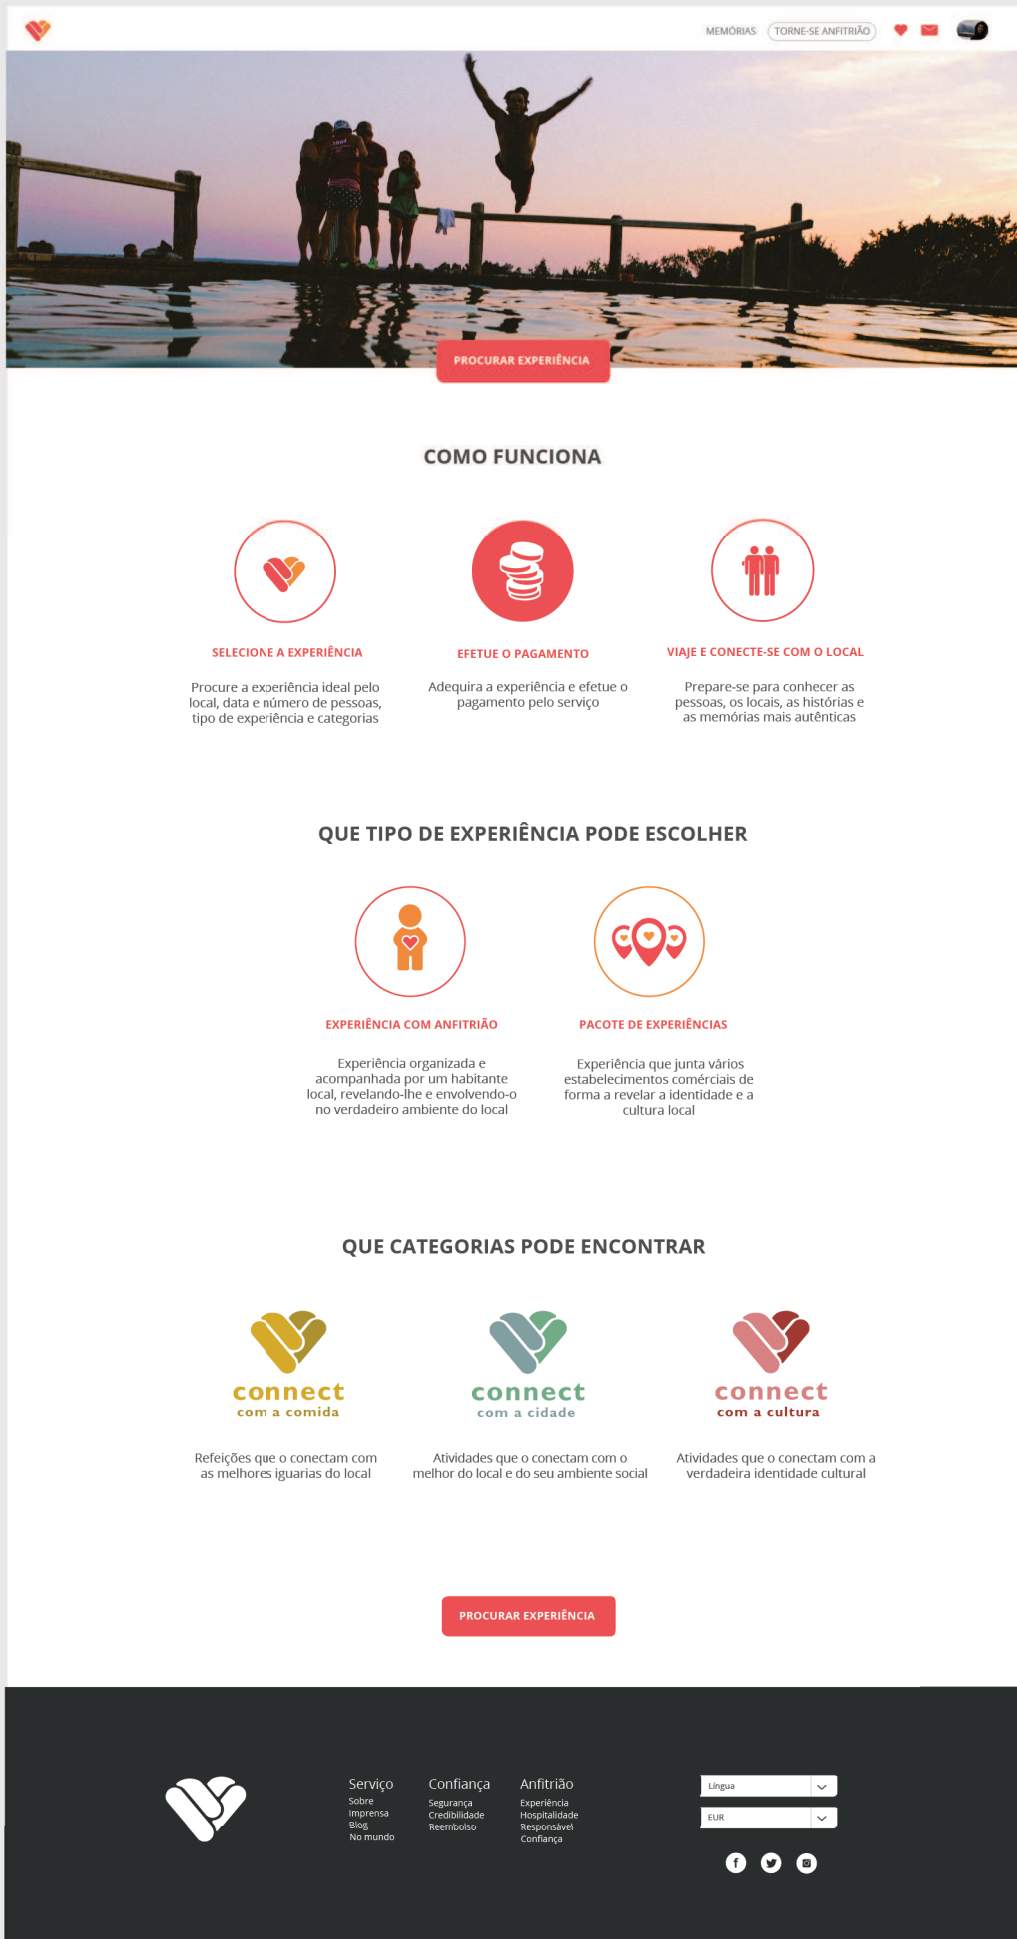 MEMÓRIAS
TORNE-SE ANFITRIÃO
PROCURAR EXPERIÊNCIA
COMO FUNCIONA
SELECIONE A EXPERIÊNCIA
Procure a experiência ideal pelo
local, data e número de pessoas,
tipo de experiência e categorias
EFETUE O PAGAMENTO
Adequira a experiência e efetue o
pagamento pelo serviço
VIAJE E CONECTE-SE COM O LOCAL
Prepare-se para conhecer as
pessoas, os locais, as histórias e
as memórias mais autênticas
QUE TIPO DE EXPERIÊNCIA PODE ESCOLHER
EXPERIÊNCIA COM ANFITRIÃO
Experiência organizada e
acompanhada por um habitante
local, revelando-lhe e envolvendo-o
no verdadeiro ambiente do local
PACOTE DE EXPERIÊNCIAS
Experiência que junta vários
estabelecimentos comérciais de
forma a revelar a identidade e a
cultura local
QUE CATEGORIAS PODE ENCONTRAR
connect
com a comida
Refeições que o conectam com
as melhores iguarias do local
connect
com a cidade
Atividades que o conectam com o
melhor do local e do seu ambiente social
connect
com a cultura
Atividades que o conectam com a
verdadeira identidade cultural
PROCURAR EXPERIÊNCIA
Serviço
Sobre
Imprensa
Blog
No mundo
Confiança
Segurança
Credibilidade
Reembolso
Anfitrião
Experiência
Hospitalidade
Responsável
Confiança
Língua
EUR